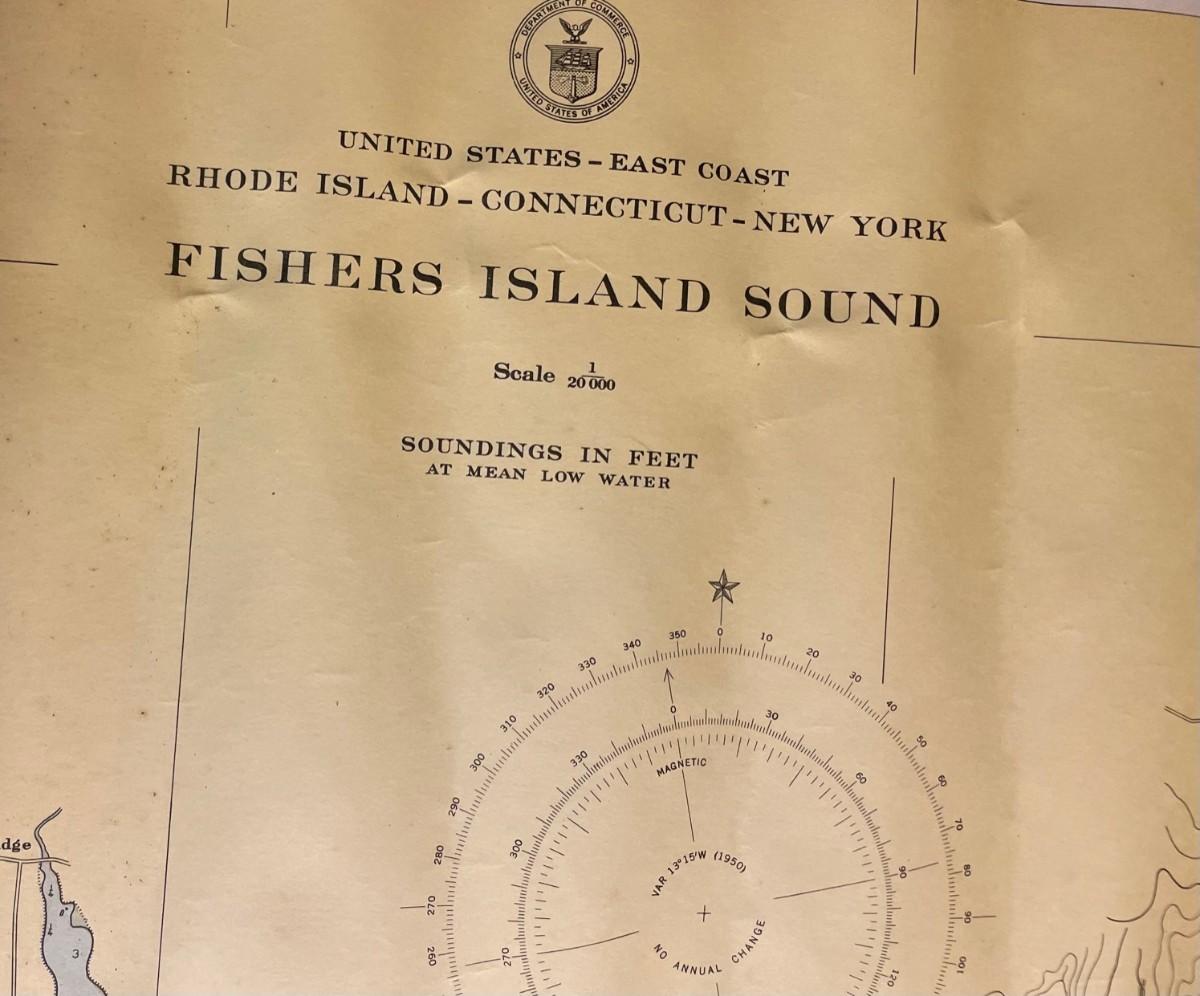 DEPARTMENT OF COMMERCE
UNITED STATES OF AMERICA
UNITED STATES - EAST COAST
RHODE ISLAND - CONNECTICUT - NEW YORK
FISHERS ISLAND SOUND
Scale 1/20 000
SOUNDINGS IN FEET
AT MEAN LOW WATER
270 280 290 300 310 320 330 340 350 0 10 20 30 40 50 60 70 80 90 100
260
270 300 330 0 30 60 90 120
MAGNETIC
VAR 13°15'W (1950)
NO ANNUAL CHANGE
dge
3